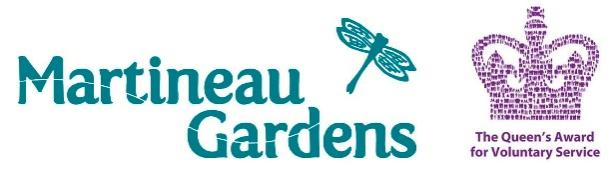 Martineau
Gardens
The Queen's Award
for Voluntary Service